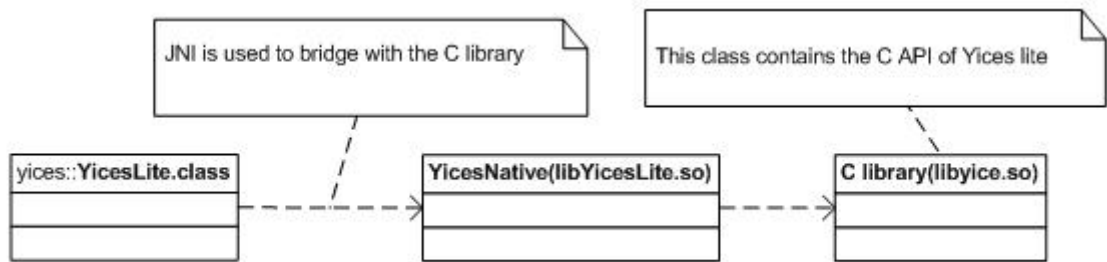 JNI is used to bridge with the C library
This class contains the C API of Yices lite
yices::YicesLite.class
YicesNative(libYicesLite.so)
C library(libyice.so)